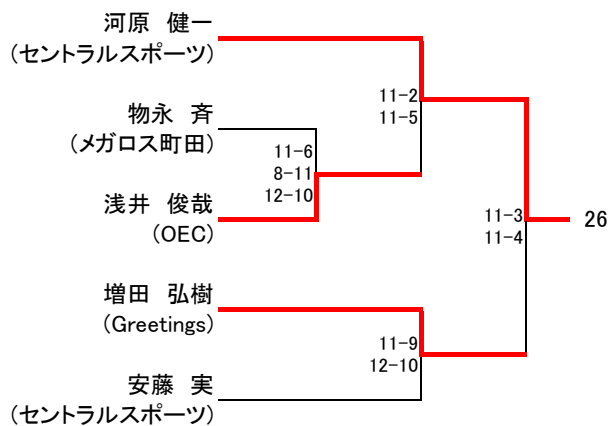 河原 健一
(セントラルスポーツ)
11-2
11-5
物永 斉
(メガロス町田)
11-6
8-11
12-10
浅井 俊哉
(OEC)
11-3
11-4
26
増田 弘樹
(Greetings)
11-9
12-10
安藤 実
(セントラルスポーツ)